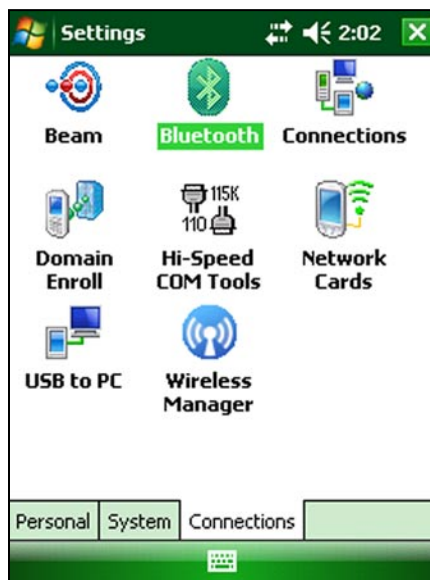 Settings 2:02
Beam Bluetooth Connections
115K
110
Domain Enroll
Hi-Speed COM Tools
Network Cards
USB to PC
Wireless Manager
Personal System Connections